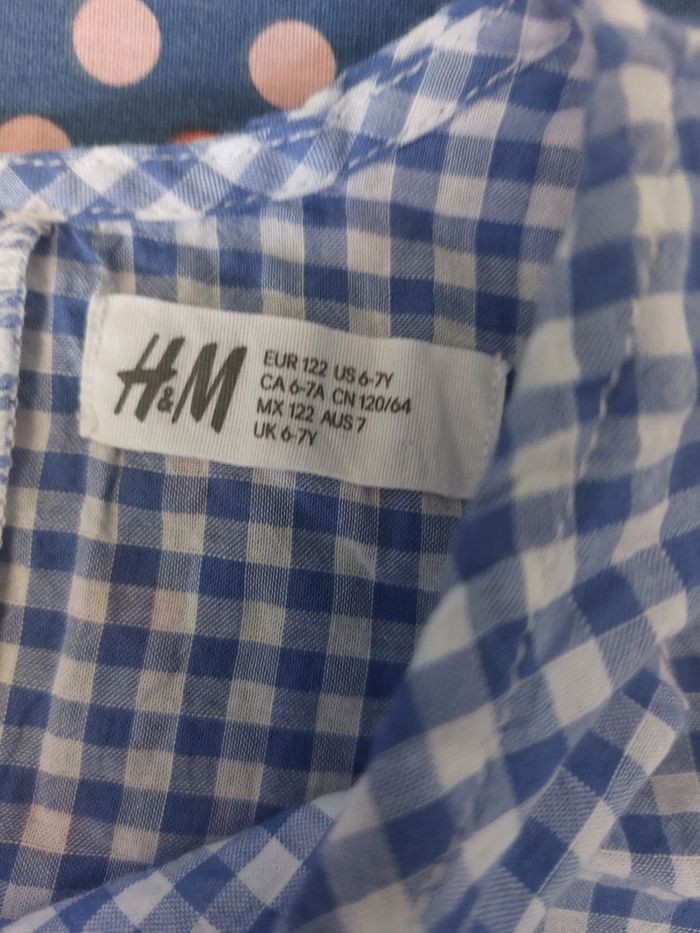 H&M
EUR 122 US 6-7Y
CA 6-7A CN 120/64
MX 122 AUS 7
UK 6-7Y